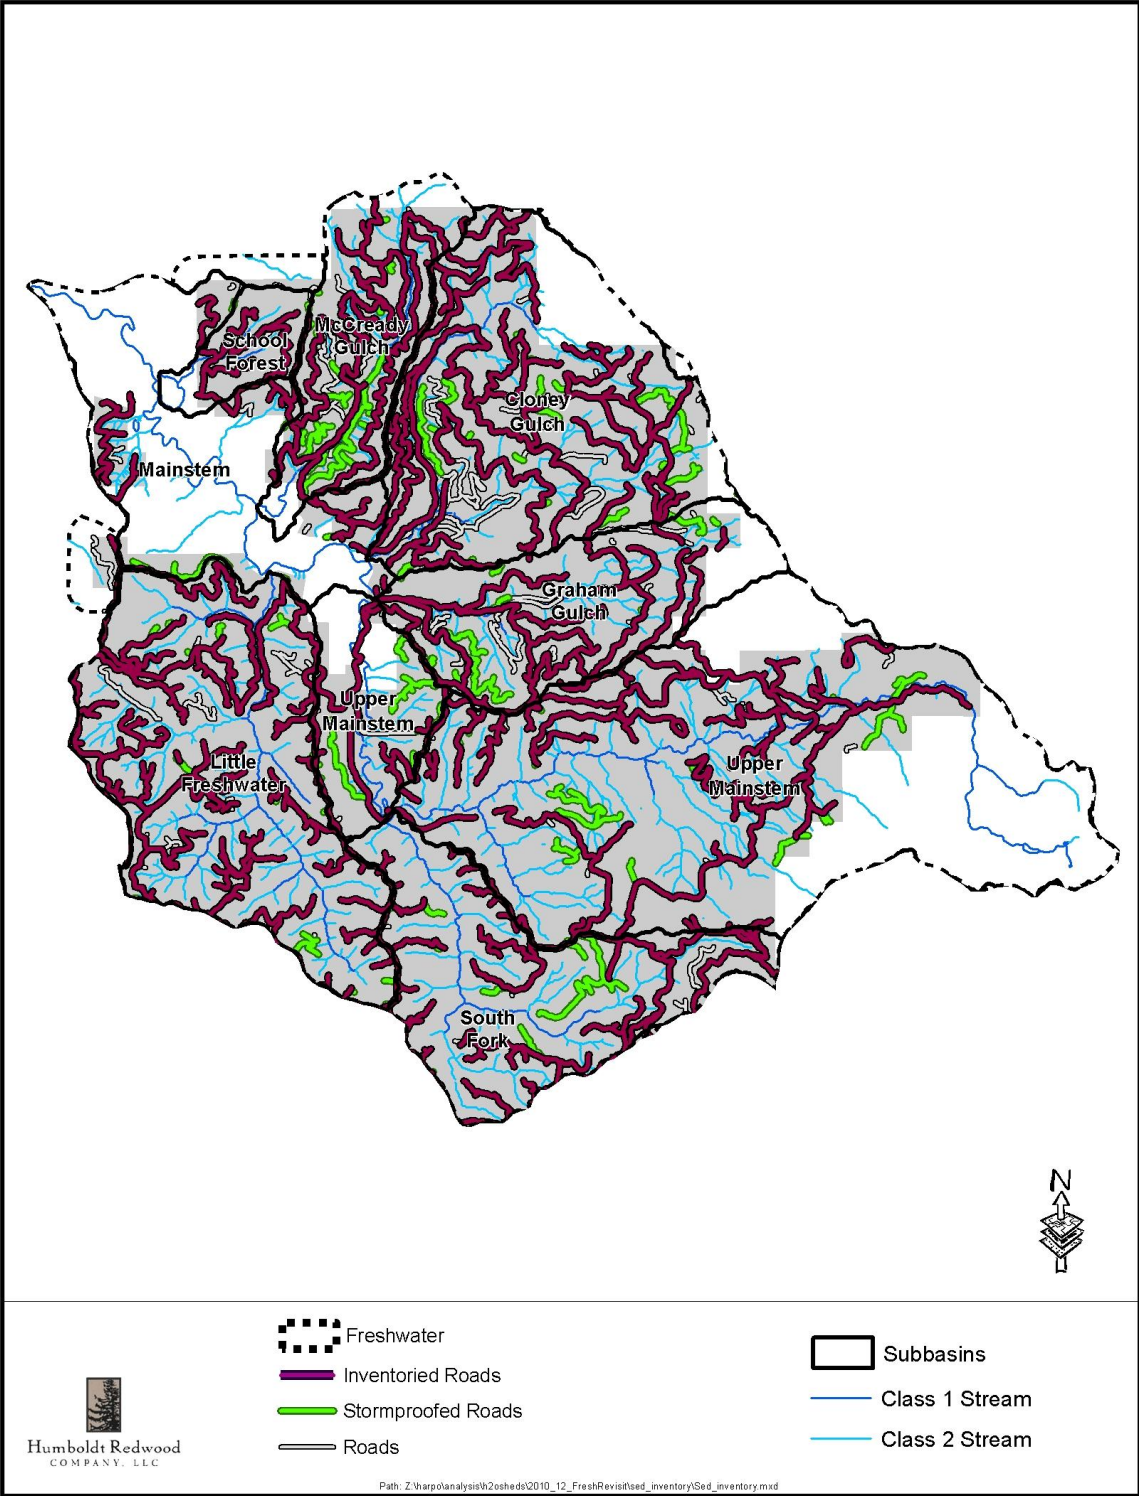 School
Forest
McCready
Gulch
Cloney
Gulch
Mainstem
Graham
Gulch
Upper
Mainstem
Little
Freshwater
Upper
Mainstem
South
Fork
N
Freshwater
Inventoried Roads
Stormproofed Roads
Roads
Subbasins
Class 1 Stream
Class 2 Stream
Humboldt Redwood
COMPANY, LLC
Path: Z:\harpo\analysis\h2osheds\2010_12_FreshRevisit\sed_inventory\Sed_inventory.mxd